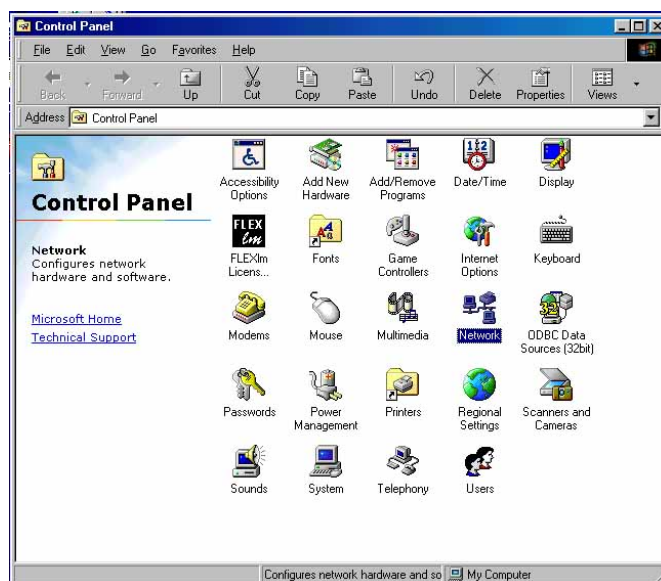 Control Panel
File Edit View Go Favorites Help
Back Forward Up Cut Copy Paste Undo Delete Properties Views
Address Control Panel
Control Panel
Network
Configures network
hardware and software.
Microsoft Home
Technical Support
Accessibility
Options
Add New
Hardware
Add/Remove
Programs
Date/Time
Display
FLEXlm
Licens...
Fonts
Game
Controllers
Internet
Options
Keyboard
Modems
Mouse
Multimedia
Network
ODBC Data
Sources (32bit)
Passwords
Power
Management
Printers
Regional
Settings
Scanners and
Cameras
Sounds
System
Telephony
Users
Configures network hardware and so My Computer